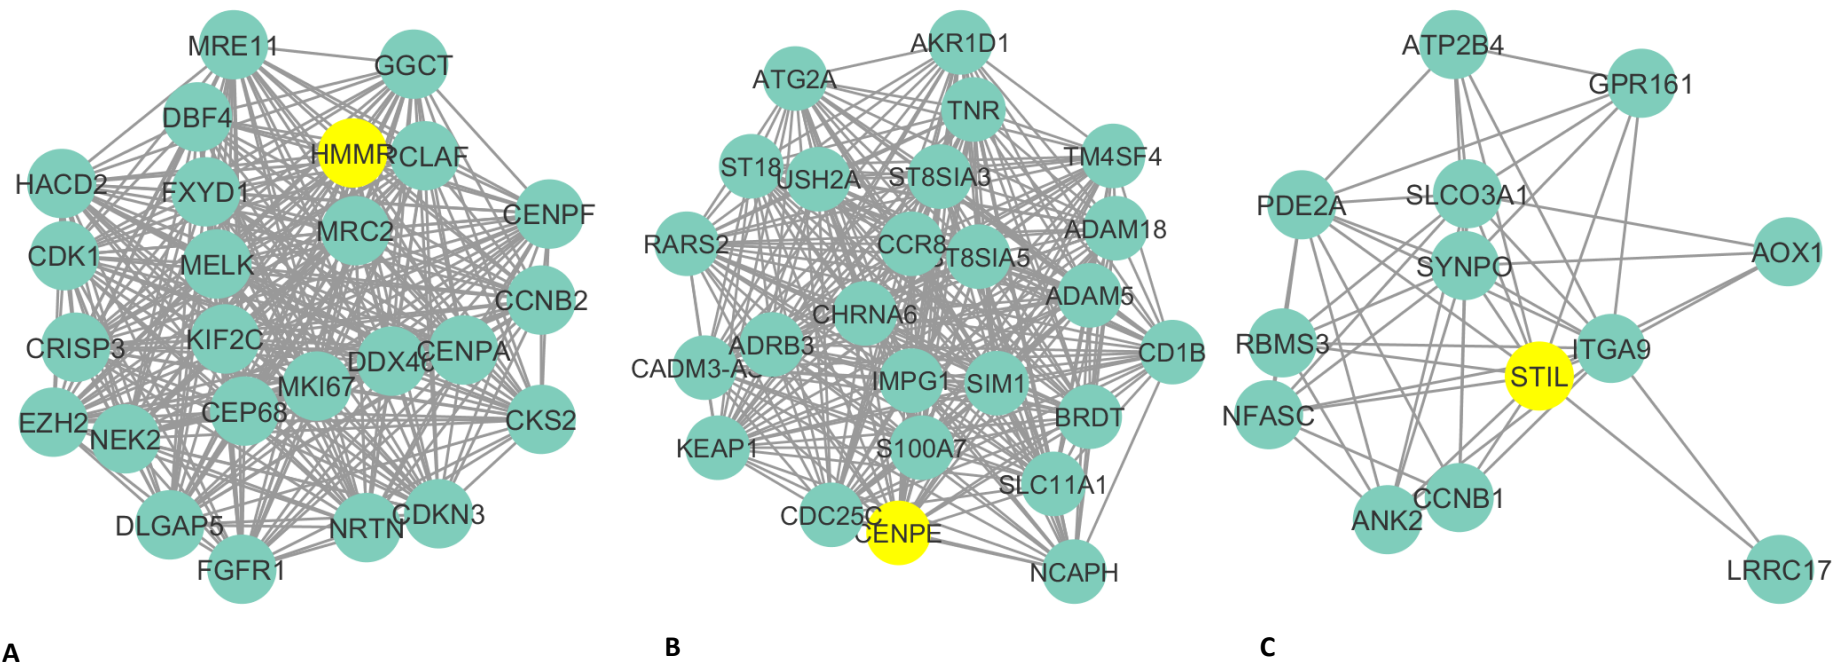 MRE11
GGCT
DBF4
HMMR
PCLAF
HACD2
FXYD1
CENPF
MRC2
CDK1
MELK
CCNB2
KIF2C
CRISP3
CENPA
MKI67
CEP68
EZH2
NEK2
CKS2
DLGAP5
NRTN
CDKN3
FGFR1
A
AKR1D1
ATG2A
TNR
TM4SF4
ST18
USH2A
ST8SIA3
ADAM18
RARS2
CCR8
ST8SIA5
ADAM5
CHRNA6
ADRB3
CD1B
IMPG1
SIM1
BRDT
KEAP1
S100A7
SLC11A1
CDC25C
CENPE
NCAPH
B
ATP2B4
GPR161
SLCO3A1
PDE2A
AOX1
SYNPO
RBMS3
ITGA9
STIL
NFASC
CCNB1
ANK2
LRRC17
C